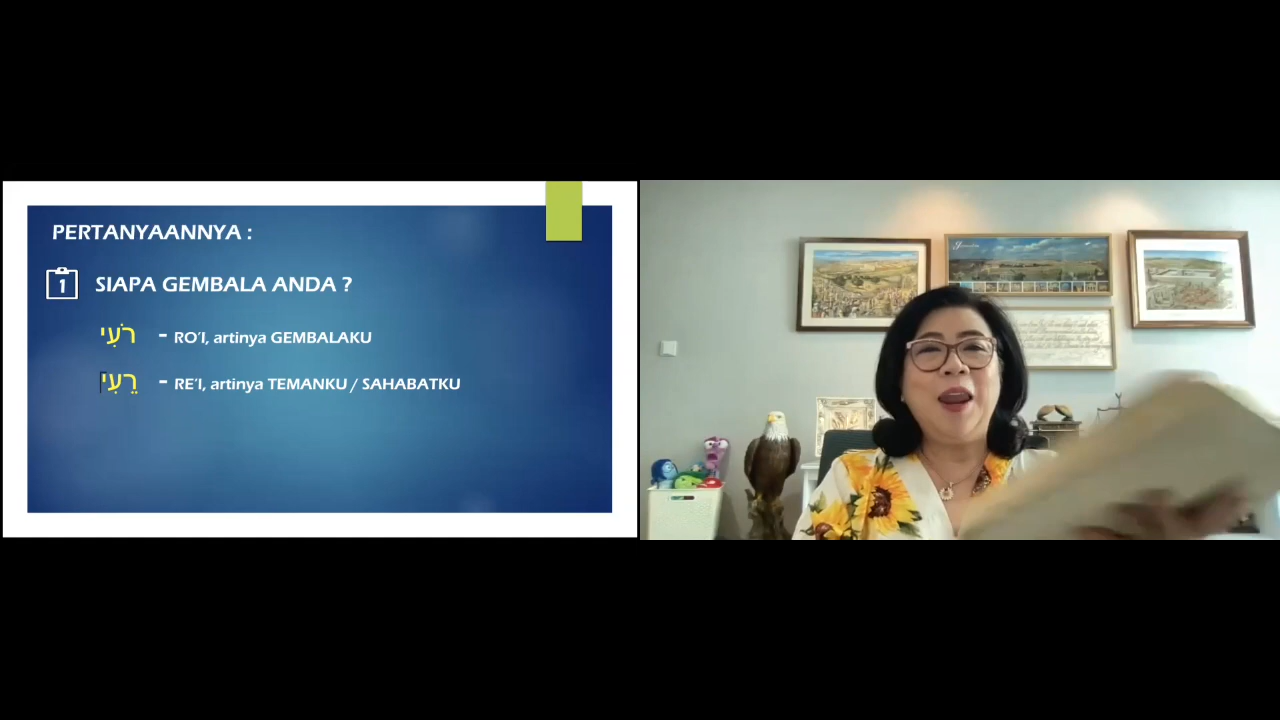 PERTANYAANNYA :
1 SIAPA GEMBALA ANDA ?
רֹעִי - RO'I, artinya GEMBALAKU
רֵעִי - RE'I, artinya TEMANKU / SAHABATKU